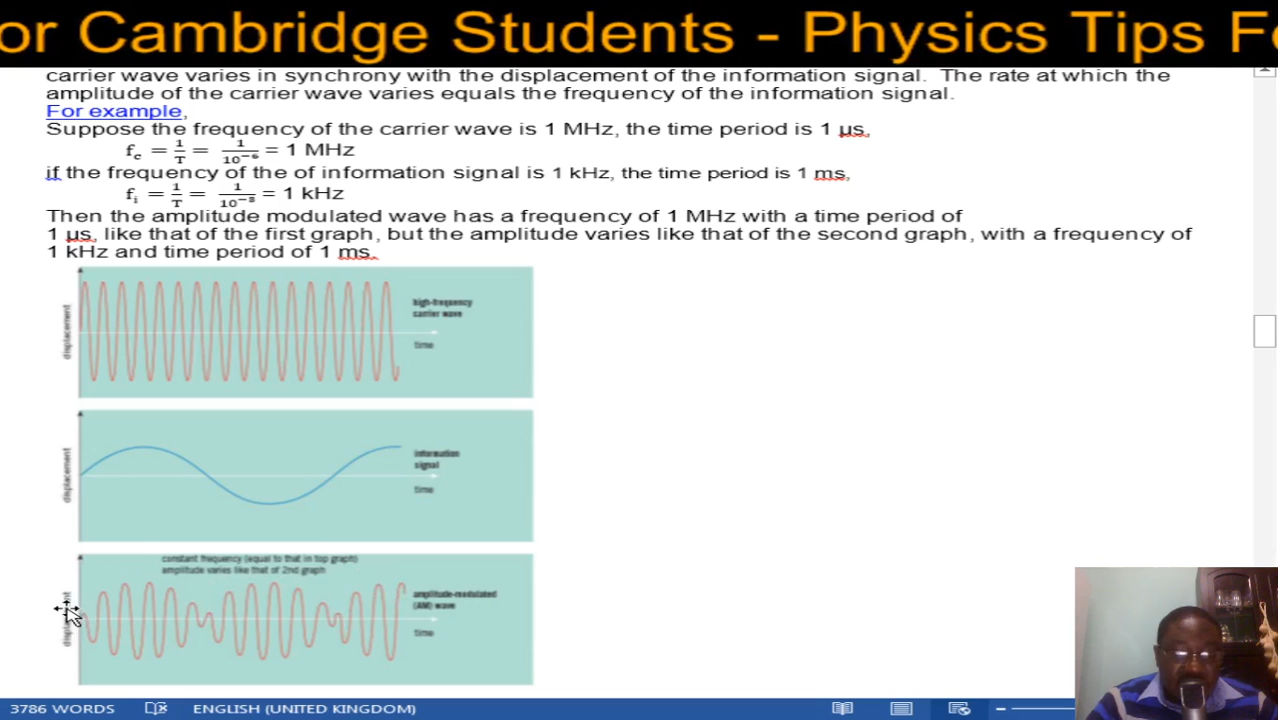 or Cambridge Students - Physics Tips Fo
carrier wave varies in synchrony with the displacement of the information signal. The rate at which the
amplitude of the carrier wave varies equals the frequency of the information signal.
For example,
Suppose the frequency of the carrier wave is 1 MHz, the time period is 1 µs,
f_c = 1/T = 1/10⁻⁶ = 1 MHz
if the frequency of the of information signal is 1 kHz, the time period is 1 ms,
f_i = 1/T = 1/10⁻³ = 1 kHz
Then the amplitude modulated wave has a frequency of 1 MHz with a time period of
1 µs, like that of the first graph, but the amplitude varies like that of the second graph, with a frequency of
1 kHz and time period of 1 ms.
displacement
high-frequency
carrier wave
time
displacement
information
signal
time
constant frequency (equal to that in top graph)
amplitude varies like that of 2nd graph
amplitude-modulated
(AM) wave
time
3786 WORDS
ENGLISH (UNITED KINGDOM)